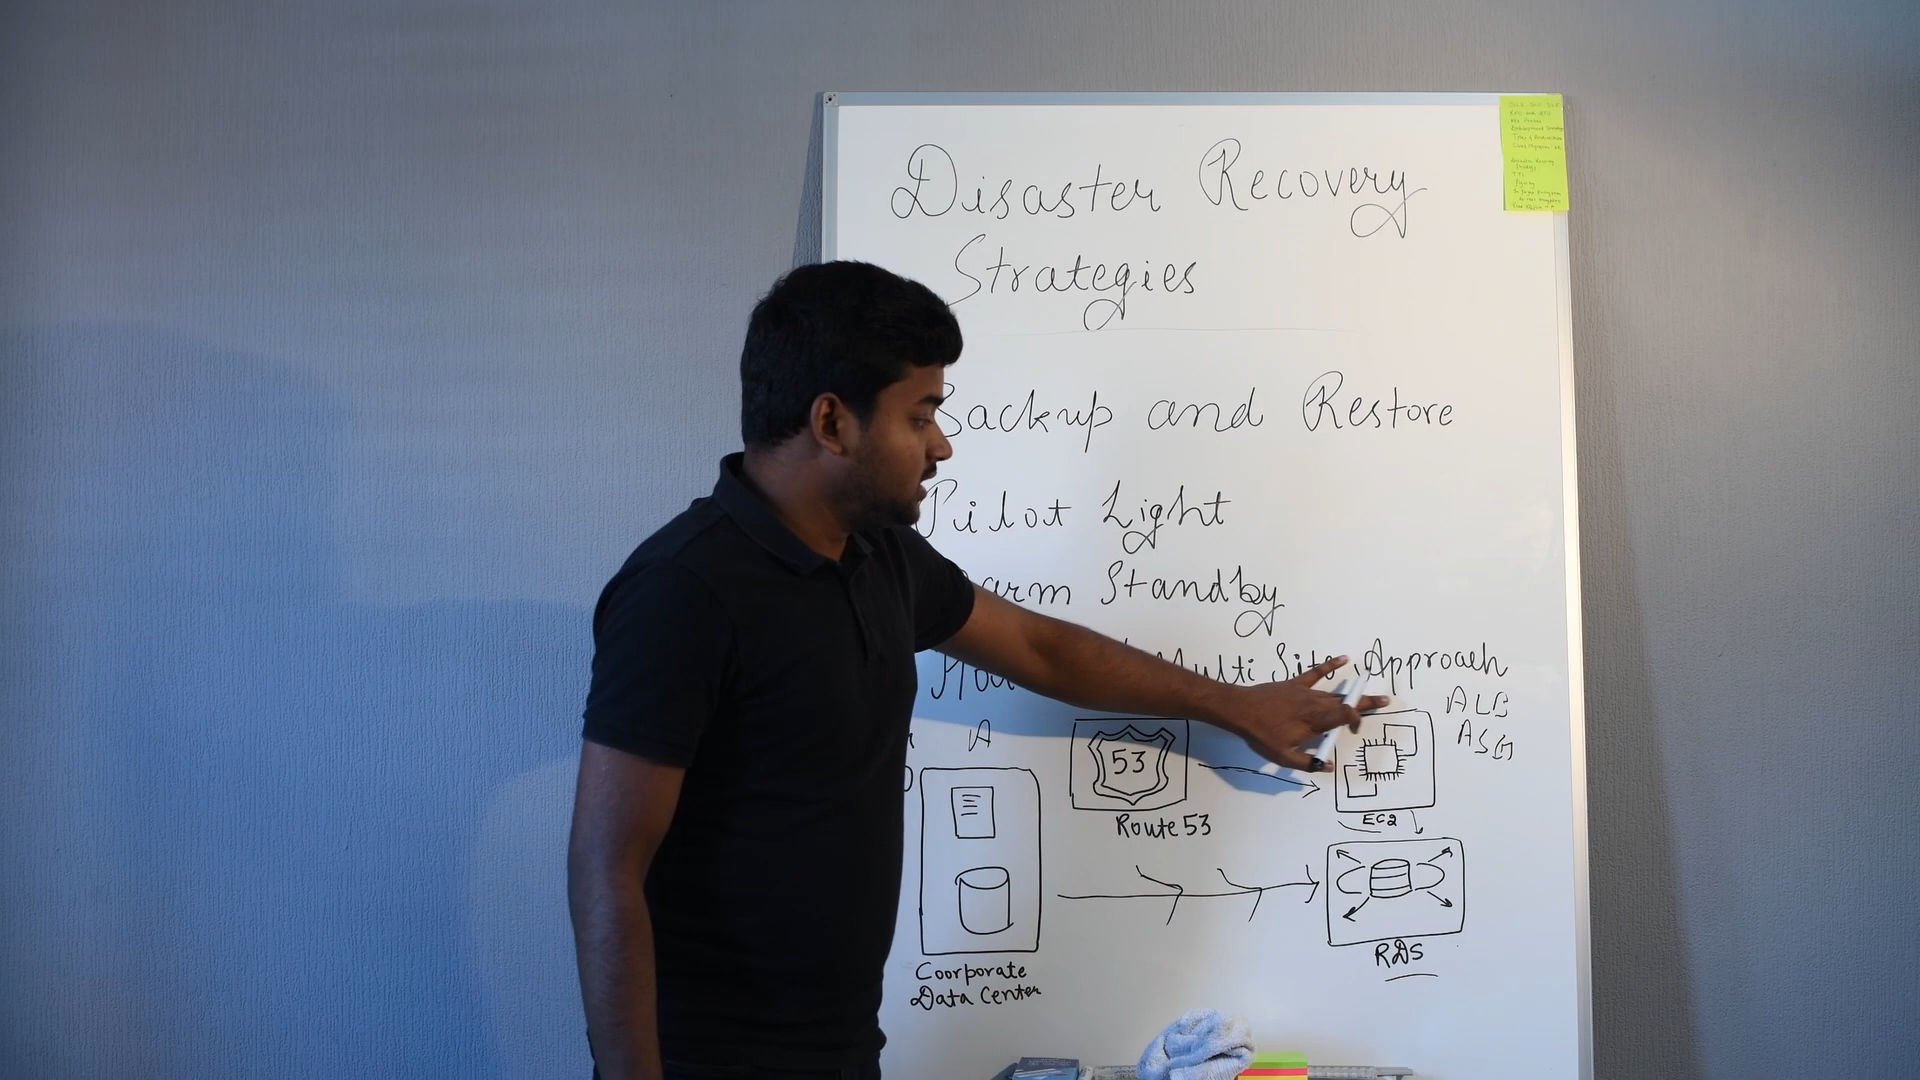 Disaster Recovery
Strategies
Backup and Restore
Pilot Light
Standby
Multi Site Approach
ALB
ASG
A
53
Route 53
EC2
RDS
Coorporate
Data Center